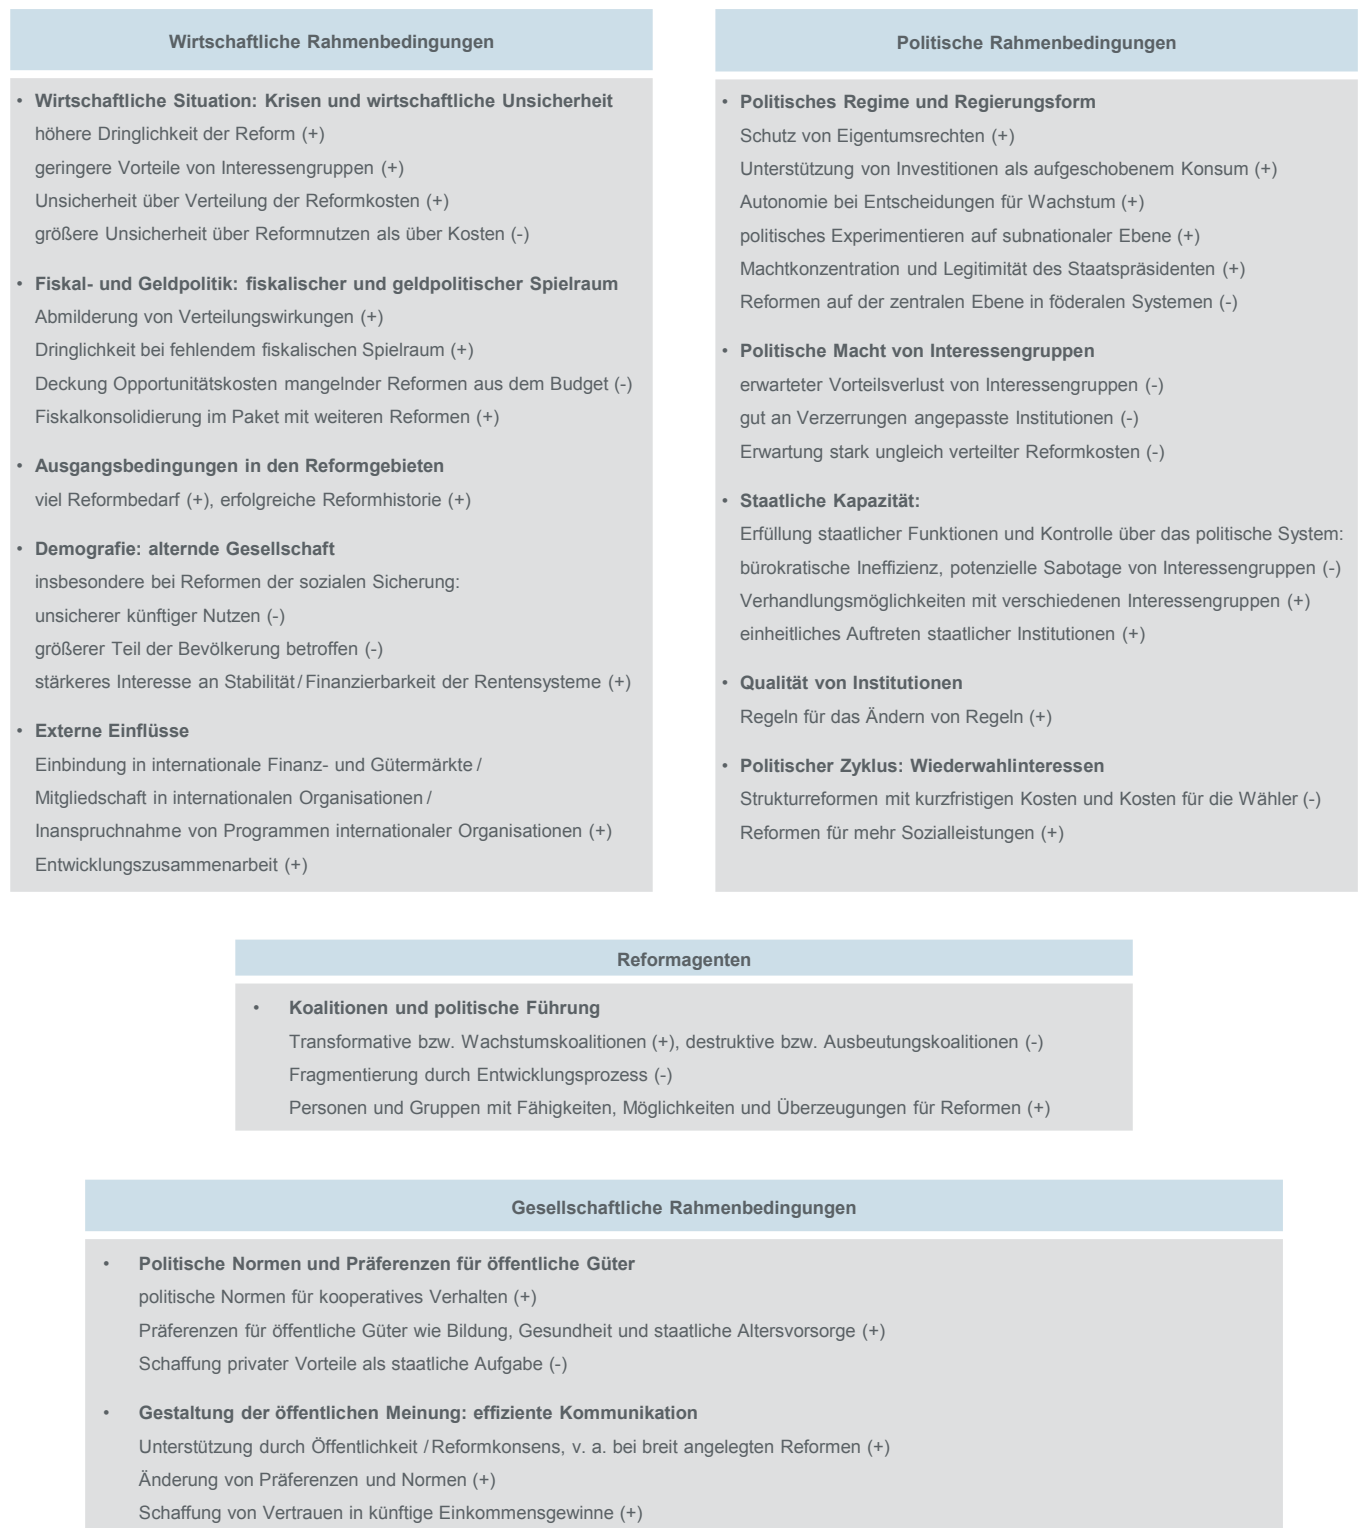 Wirtschaftliche Rahmenbedingungen
• Wirtschaftliche Situation: Krisen und wirtschaftliche Unsicherheit
höhere Dringlichkeit der Reform (+)
geringere Vorteile von Interessengruppen (+)
Unsicherheit über Verteilung der Reformkosten (+)
größere Unsicherheit über Reformnutzen als über Kosten (-)
• Fiskal- und Geldpolitik: fiskalischer und geldpolitischer Spielraum
Abmilderung von Verteilungswirkungen (+)
Dringlichkeit bei fehlendem fiskalischen Spielraum (+)
Deckung Opportunitätskosten mangelnder Reformen aus dem Budget (-)
Fiskalkonsolidierung im Paket mit weiteren Reformen (+)
• Ausgangsbedingungen in den Reformgebieten
viel Reformbedarf (+), erfolgreiche Reformhistorie (+)
• Demografie: alternde Gesellschaft
insbesondere bei Reformen der sozialen Sicherung:
unsicherer künftiger Nutzen (-)
größerer Teil der Bevölkerung betroffen (-)
stärkeres Interesse an Stabilität / Finanzierbarkeit der Rentensysteme (+)
• Externe Einflüsse
Einbindung in internationale Finanz- und Gütermärkte /
Mitgliedschaft in internationalen Organisationen /
Inanspruchnahme von Programmen internationaler Organisationen (+)
Entwicklungszusammenarbeit (+)
Politische Rahmenbedingungen
• Politisches Regime und Regierungsform
Schutz von Eigentumsrechten (+)
Unterstützung von Investitionen als aufgeschobenem Konsum (+)
Autonomie bei Entscheidungen für Wachstum (+)
politisches Experimentieren auf subnationaler Ebene (+)
Machtkonzentration und Legitimität des Staatspräsidenten (+)
Reformen auf der zentralen Ebene in föderalen Systemen (-)
• Politische Macht von Interessengruppen
erwarteter Vorteilsverlust von Interessengruppen (-)
gut an Verzerrungen angepasste Institutionen (-)
Erwartung stark ungleich verteilter Reformkosten (-)
• Staatliche Kapazität:
Erfüllung staatlicher Funktionen und Kontrolle über das politische System:
bürokratische Ineffizienz, potenzielle Sabotage von Interessengruppen (-)
Verhandlungsmöglichkeiten mit verschiedenen Interessengruppen (+)
einheitliches Auftreten staatlicher Institutionen (+)
• Qualität von Institutionen
Regeln für das Ändern von Regeln (+)
• Politischer Zyklus: Wiederwahlinteressen
Strukturreformen mit kurzfristigen Kosten und Kosten für die Wähler (-)
Reformen für mehr Sozialleistungen (+)
Reformagenten
• Koalitionen und politische Führung
Transformative bzw. Wachstumskoalitionen (+), destruktive bzw. Ausbeutungskoalitionen (-)
Fragmentierung durch Entwicklungsprozess (-)
Personen und Gruppen mit Fähigkeiten, Möglichkeiten und Überzeugungen für Reformen (+)
Gesellschaftliche Rahmenbedingungen
• Politische Normen und Präferenzen für öffentliche Güter
politische Normen für kooperatives Verhalten (+)
Präferenzen für öffentliche Güter wie Bildung, Gesundheit und staatliche Altersvorsorge (+)
Schaffung privater Vorteile als staatliche Aufgabe (-)
• Gestaltung der öffentlichen Meinung: effiziente Kommunikation
Unterstützung durch Öffentlichkeit / Reformkonsens, v. a. bei breit angelegten Reformen (+)
Änderung von Präferenzen und Normen (+)
Schaffung von Vertrauen in künftige Einkommensgewinne (+)